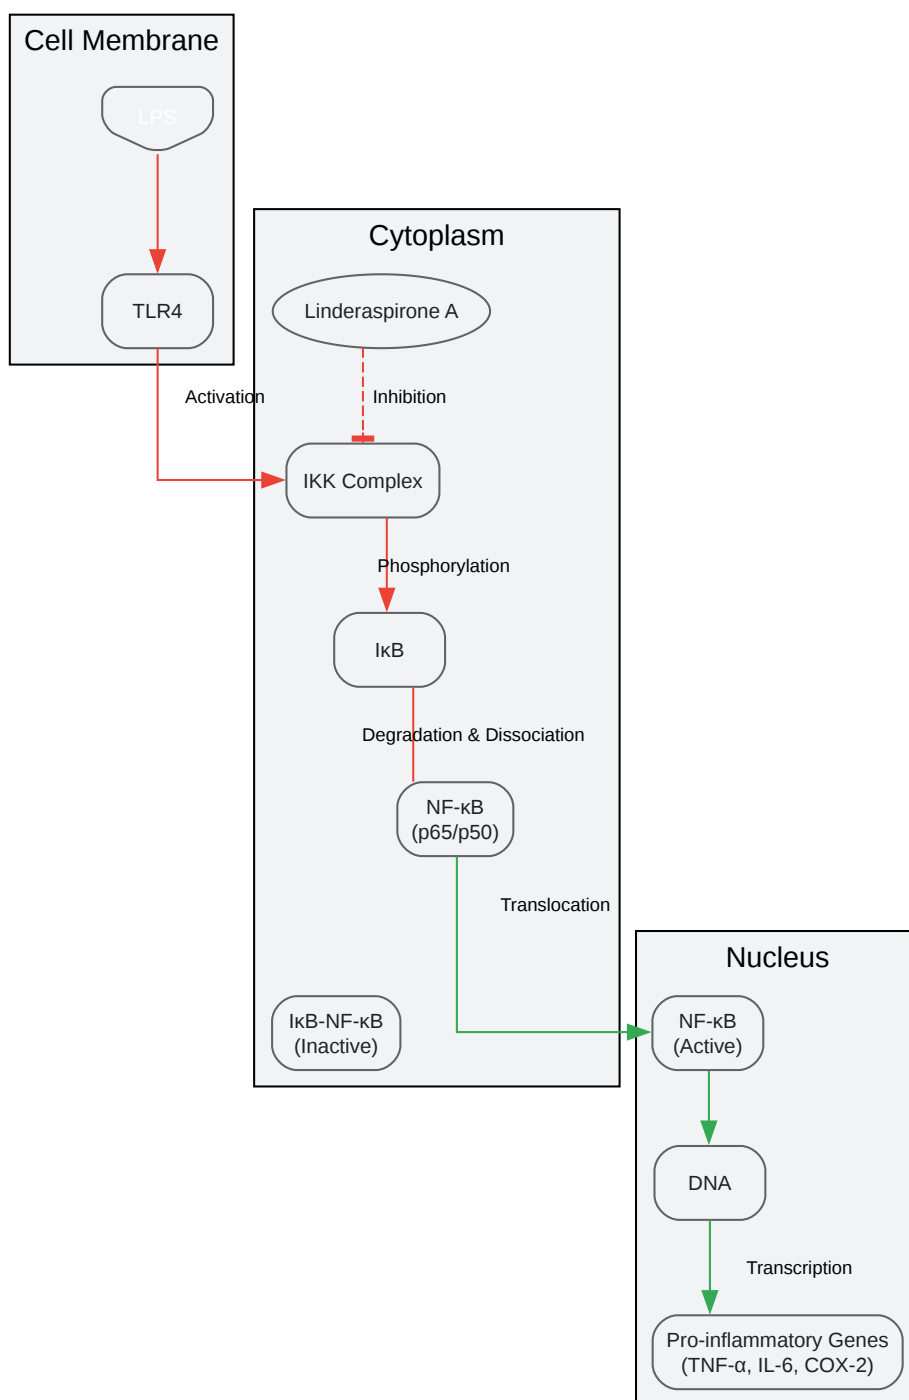 Cell Membrane
LPS
TLR4
Activation
Cytoplasm
Linderaspirone A
Inhibition
IKK Complex
Phosphorylation
IκB
Degradation & Dissociation
NF-κB
(p65/p50)
Translocation
IκB-NF-κB
(Inactive)
Nucleus
NF-κB
(Active)
DNA
Transcription
Pro-inflammatory Genes
(TNF-α, IL-6, COX-2)